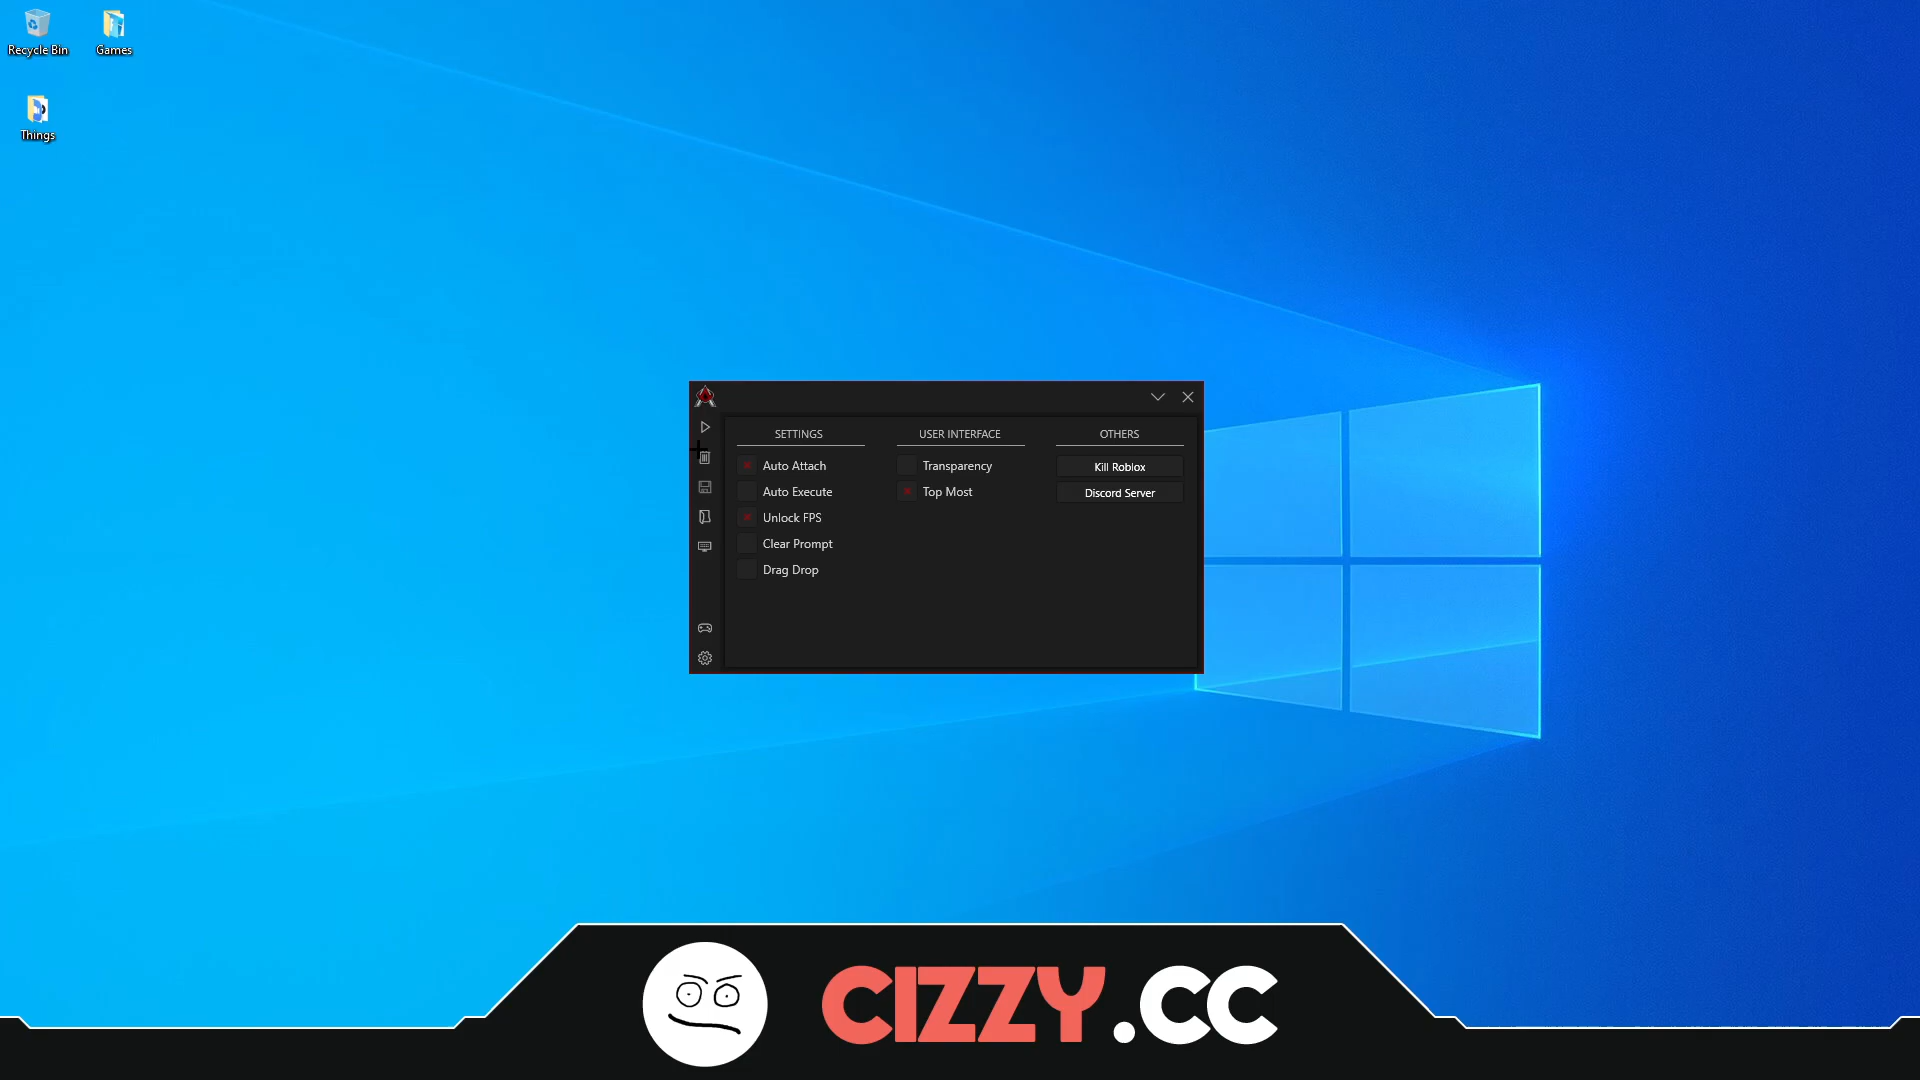 Recycle Bin
Games
Things
SETTINGS
Auto Attach
Auto Execute
Unlock FPS
Clear Prompt
Drag Drop
USER INTERFACE
Transparency
Top Most
OTHERS
Kill Roblox
Discord Server
CIZZY.CC